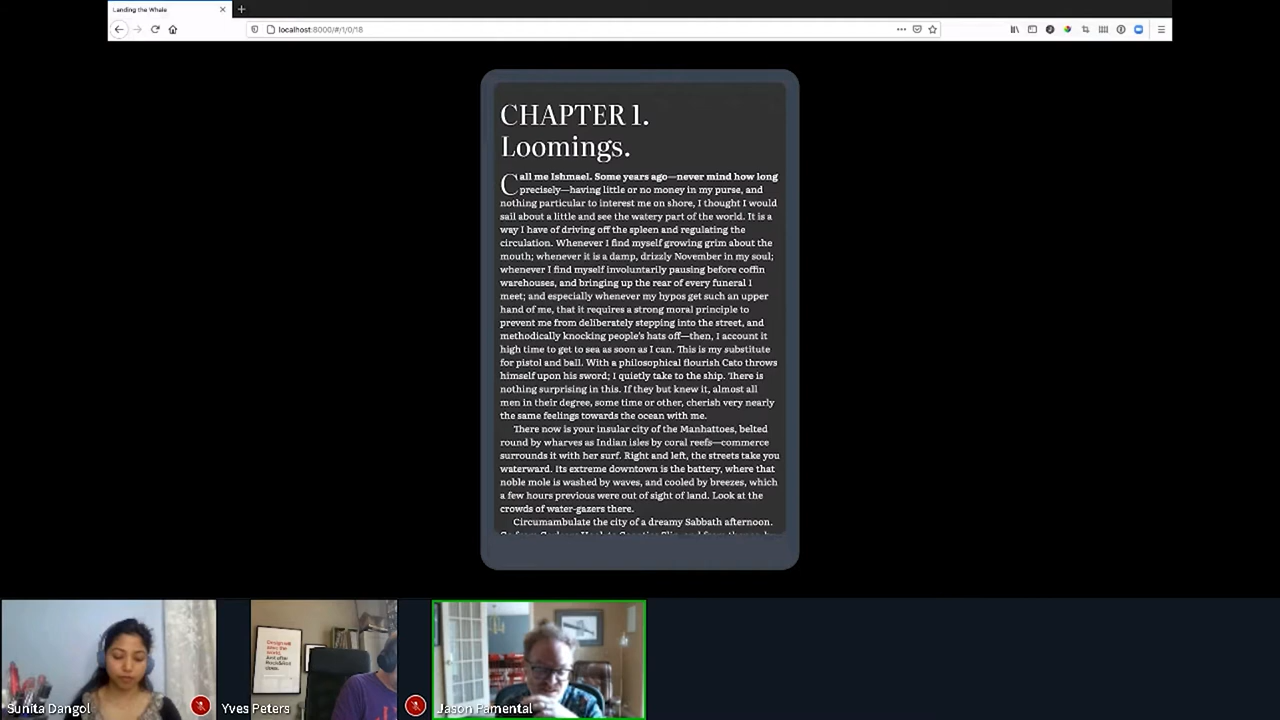 Landing the Whale
localhost:8000/#/1/0/18
CHAPTER 1.
Loomings.
Call me Ishmael. Some years ago—never mind how long
precisely—having little or no money in my purse, and
nothing particular to interest me on shore, I thought I would
sail about a little and see the watery part of the world. It is a
way I have of driving off the spleen and regulating the
circulation. Whenever I find myself growing grim about the
mouth; whenever it is a damp, drizzly November in my soul;
whenever I find myself involuntarily pausing before coffin
warehouses, and bringing up the rear of every funeral I
meet; and especially whenever my hypos get such an upper
hand of me, that it requires a strong moral principle to
prevent me from deliberately stepping into the street, and
methodically knocking people's hats off—then, I account it
high time to get to sea as soon as I can. This is my substitute
for pistol and ball. With a philosophical flourish Cato throws
himself upon his sword; I quietly take to the ship. There is
nothing surprising in this. If they but knew it, almost all
men in their degree, some time or other, cherish very nearly
the same feelings towards the ocean with me.
There now is your insular city of the Manhattoes, belted
round by wharves as Indian isles by coral reefs—commerce
surrounds it with her surf. Right and left, the streets take you
waterward. Its extreme downtown is the battery, where that
noble mole is washed by waves, and cooled by breezes, which
a few hours previous were out of sight of land. Look at the
crowds of water-gazers there.
Circumambulate the city of a dreamy Sabbath afternoon.
Sunita Dangol
Yves Peters
Jason Pamental